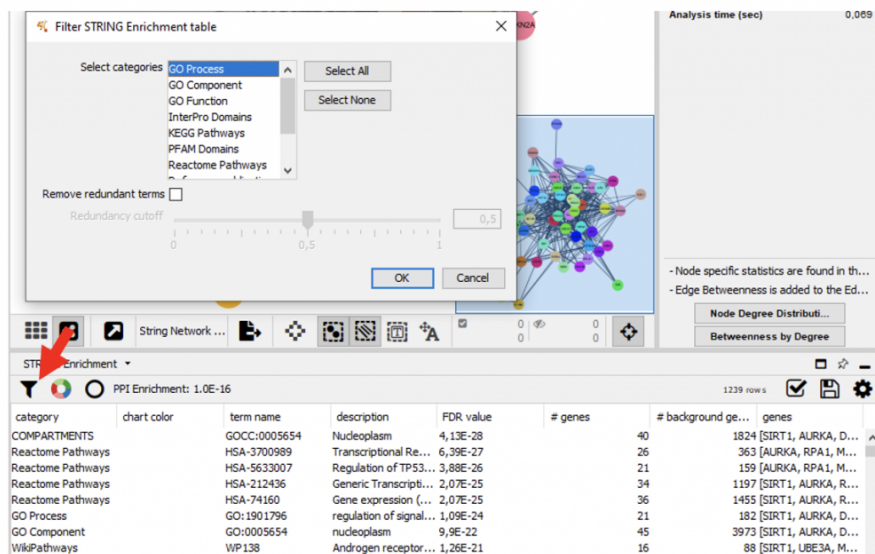 Filter STRING Enrichment table
Select categories
GO Process
GO Component
GO Function
InterPro Domains
KEGG Pathways
PFAM Domains
Reactome Pathways
Select All
Select None
Remove redundant terms
Redundancy cutoff
0,5
0 0,5 1
OK Cancel
Analysis time (sec) 0.069
- Node specific statistics are found in th...
- Edge Betweenness is added to the Ed...
Node Degree Distributi...
Betweenness by Degree
String Network ...
0 0
0 0
Enrichment
PPI Enrichment: 1.0E-16
1239 rows
category chart color term name description FDR value # genes # background ge... genes
COMPARTMENTS GOCC:0005654 Nucleoplasm 4,13E-28 40 1824 [SIRT1, AURKA, D...
Reactome Pathways HSA-3700989 Transcriptional Re... 6,39E-27 26 363 [AURKA, RPA1, M...
Reactome Pathways HSA-5633007 Regulation of TP53... 3,88E-26 21 159 [AURKA, RPA1, M...
Reactome Pathways HSA-212436 Generic Transcripti... 2,07E-25 34 1197 [SIRT1, AURKA, R...
Reactome Pathways HSA-74160 Gene expression (... 2,07E-25 36 1455 [SIRT1, AURKA, R...
GO Process GO:1901796 regulation of signal... 1,09E-24 21 182 [SIRT1, AURKA, D...
GO Component GO:0005654 nucleoplasm 9,9E-22 45 3973 [SIRT1, AURKA, D...
WikiPathways WP138 Androgen receptor... 1,26E-21 16 88 [SIRT1, UBE3A, M...